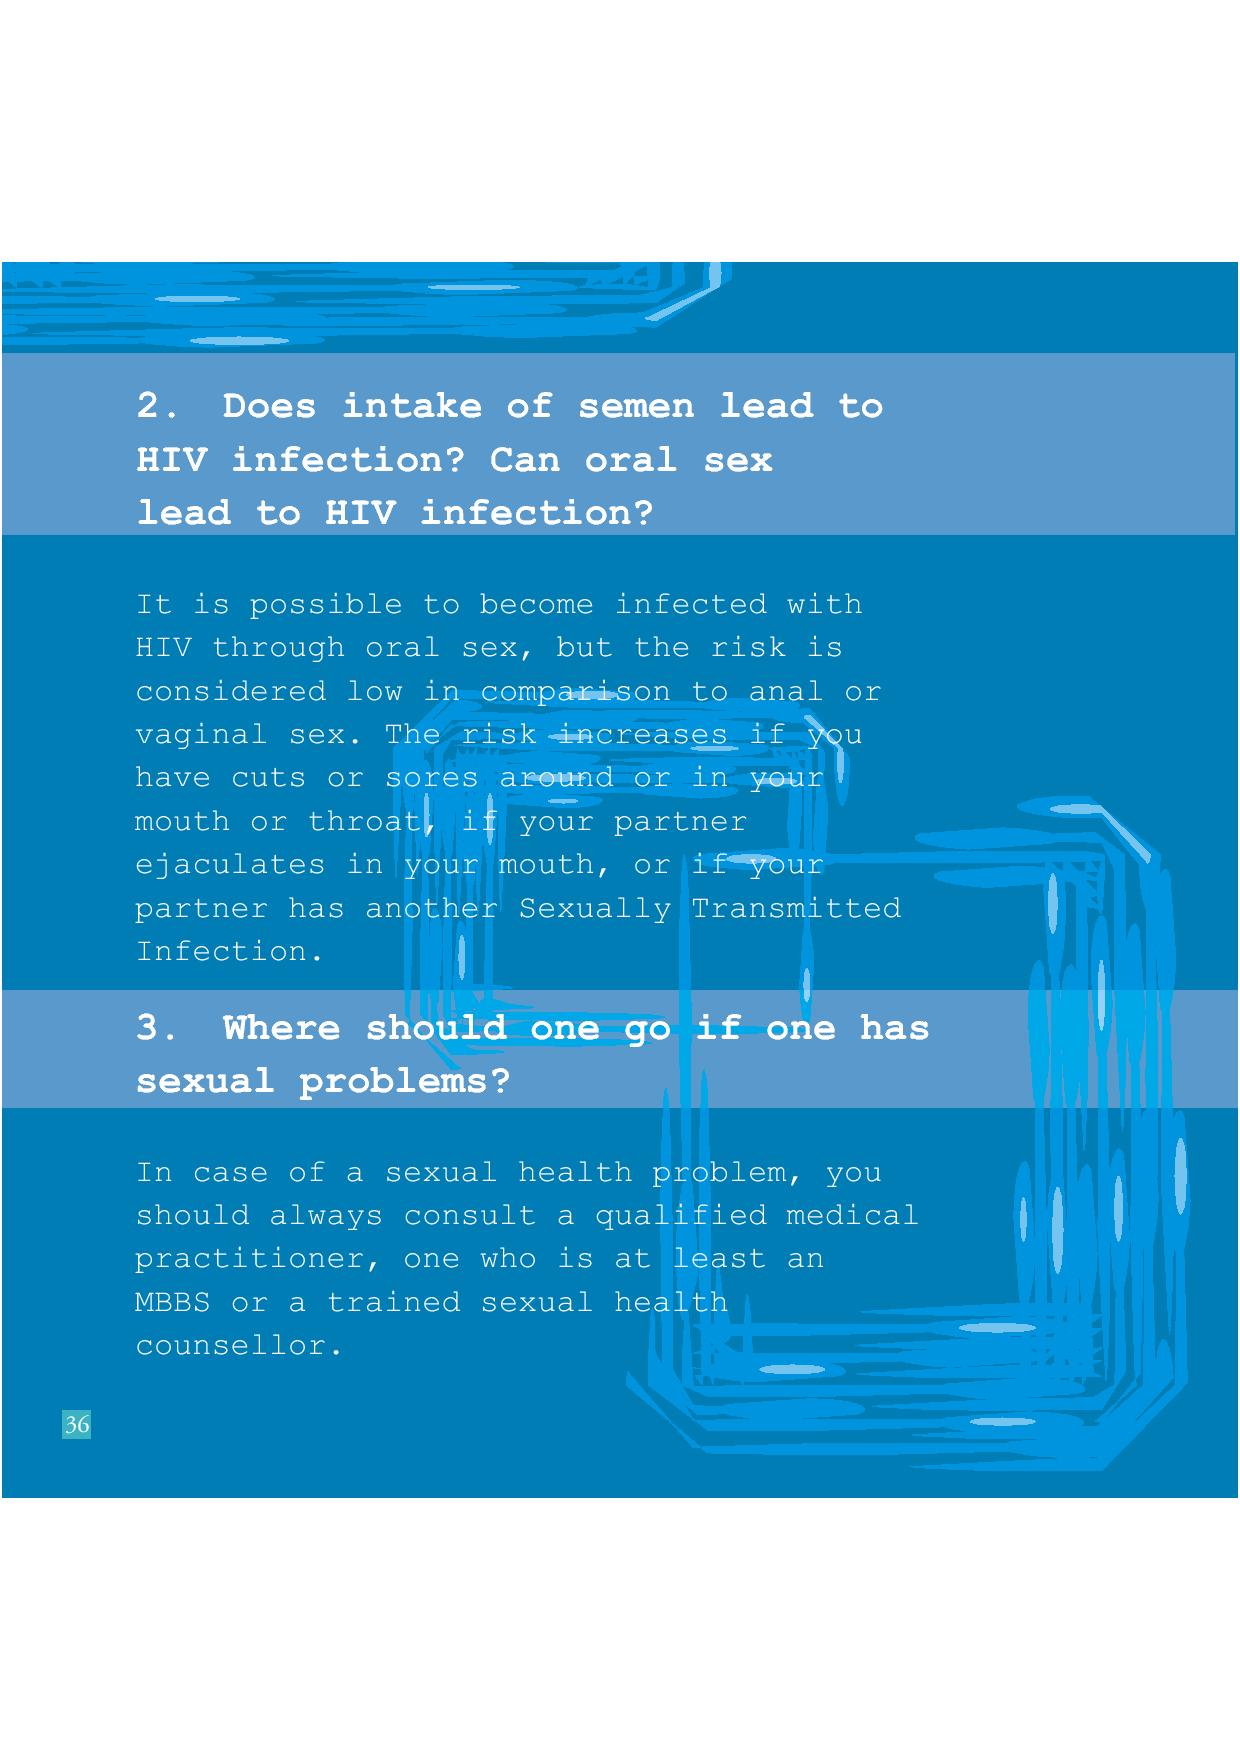 2. Does intake of semen lead to
HIV infection? Can oral sex
lead to HIV infection?
It is possible to become infected with
HIV through oral sex, but the risk is
considered low in comparison to anal or
vaginal sex. The risk increases if you
have cuts or sores around or in your
mouth or throat, if your partner
ejaculates in your mouth, or if your
partner has another Sexually Transmitted
Infection.
3. Where should one go if one has
sexual problems?
In case of a sexual health problem, you
should always consult a qualified medical
practitioner, one who is at least an
MBBS or a trained sexual health
counsellor.
36